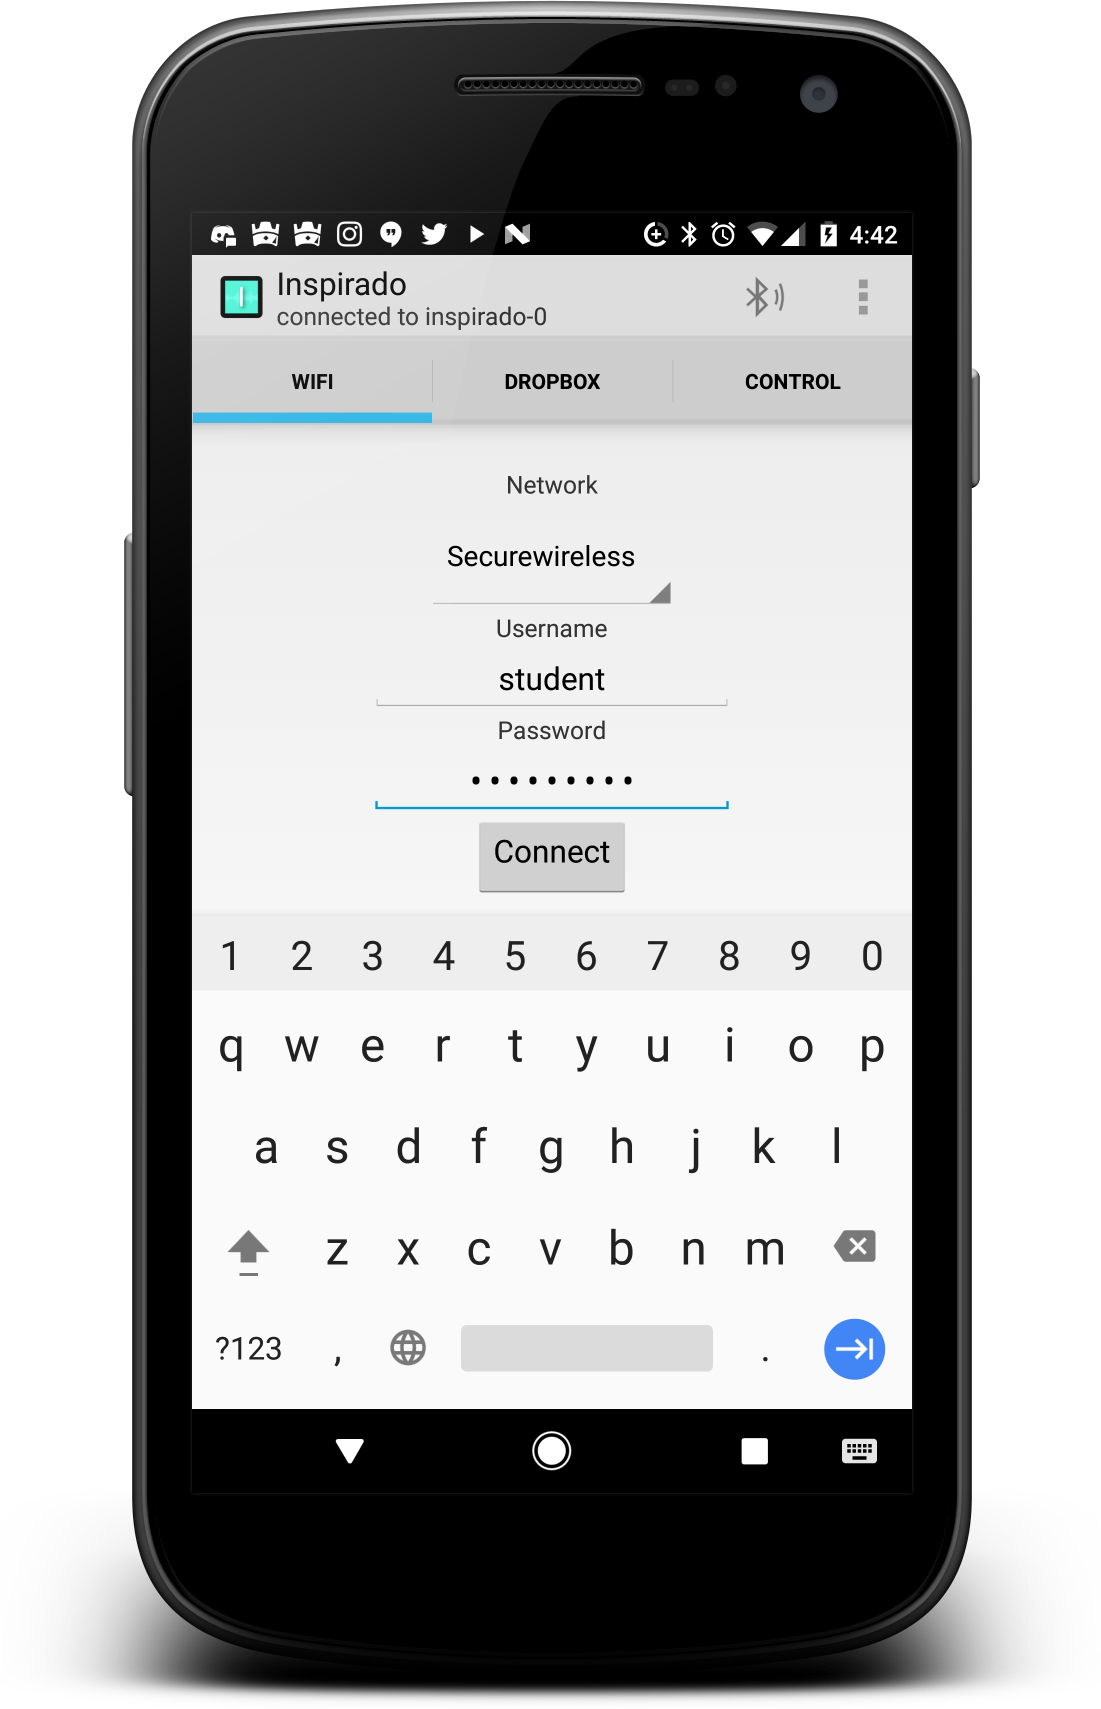 4:42
Inspirado
connected to inspirado-0
WIFI DROPBOX CONTROL
Network
Securewireless
Username
student
Password
•••••••••
Connect
1 2 3 4 5 6 7 8 9 0
q w e r t y u i o p
a s d f g h j k l
z x c v b n m
?123 , .